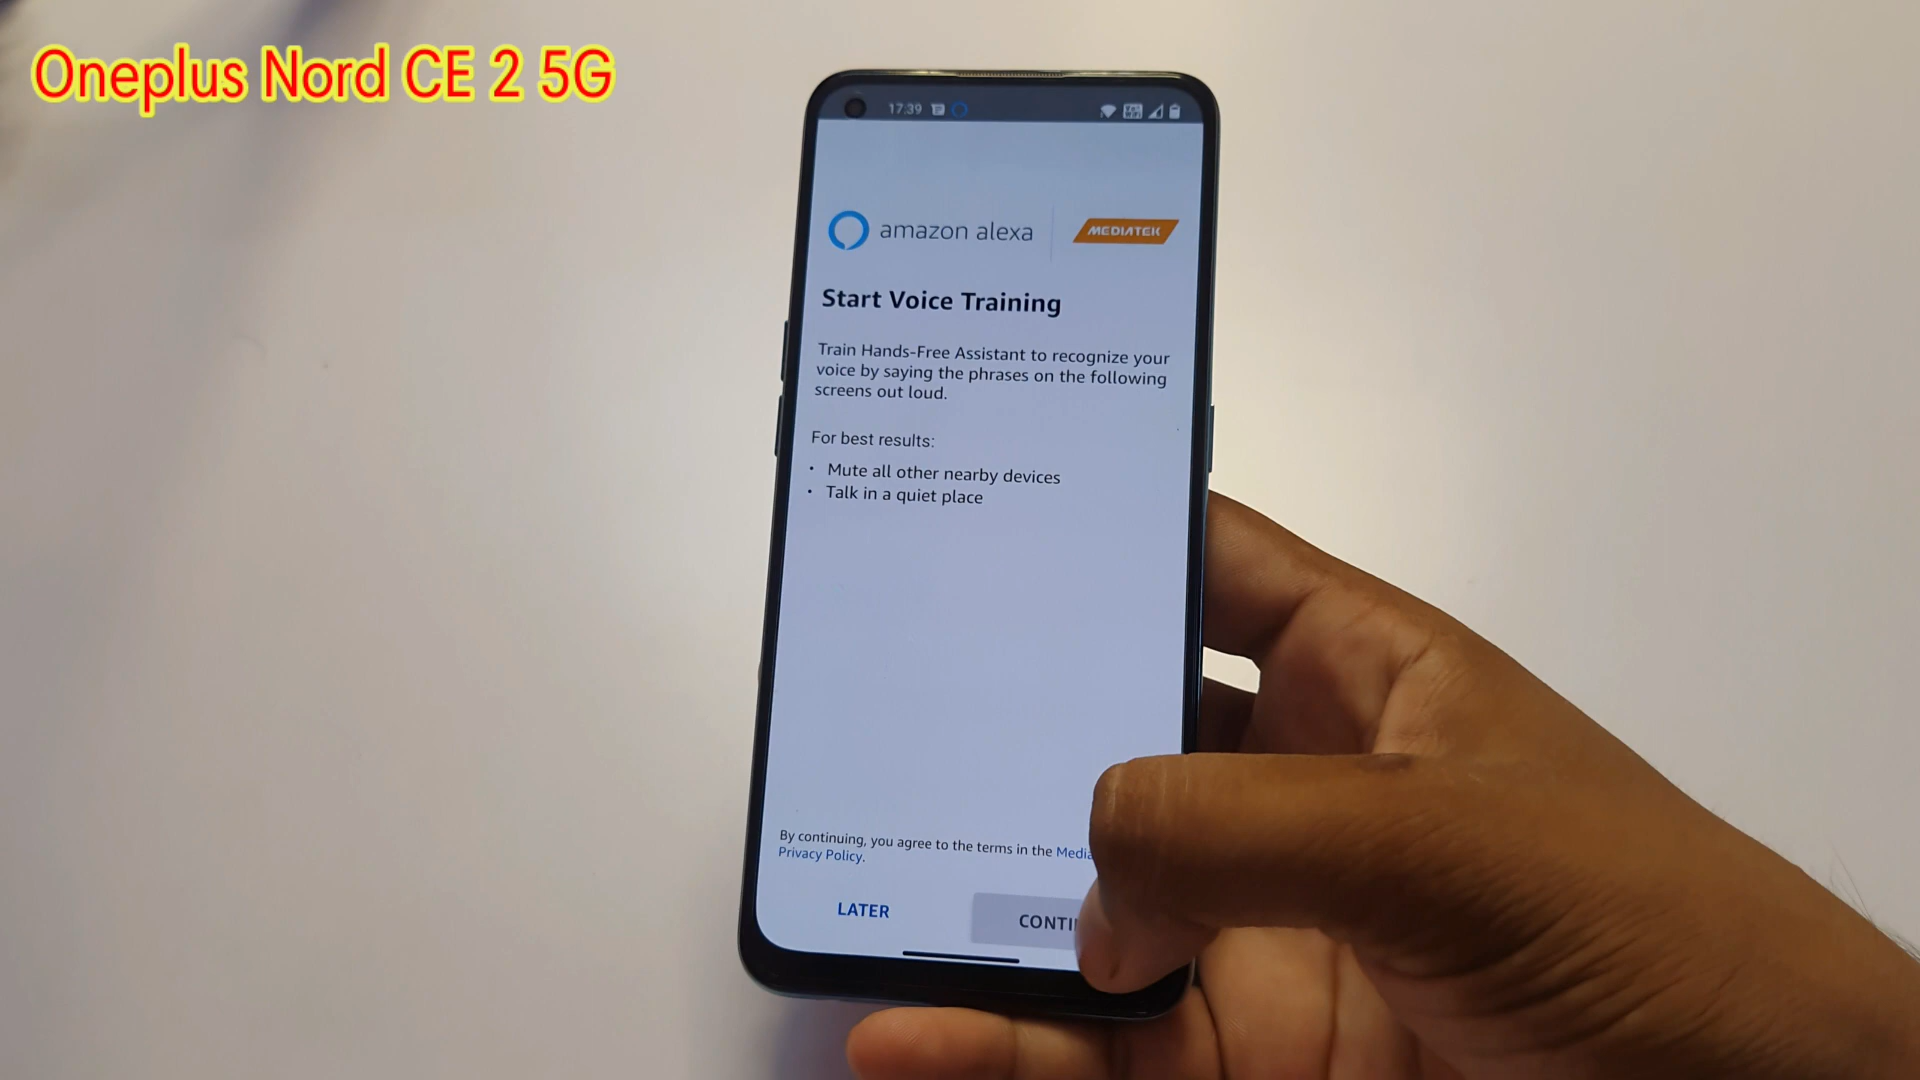 Oneplus Nord CE 2 5G
17:39
amazon alexa
MEDIATEK
Start Voice Training
Train Hands-Free Assistant to recognize your
voice by saying the phrases on the following
screens out loud.
For best results:
• Mute all other nearby devices
• Talk in a quiet place
By continuing, you agree to the terms in the
Privacy Policy.
LATER